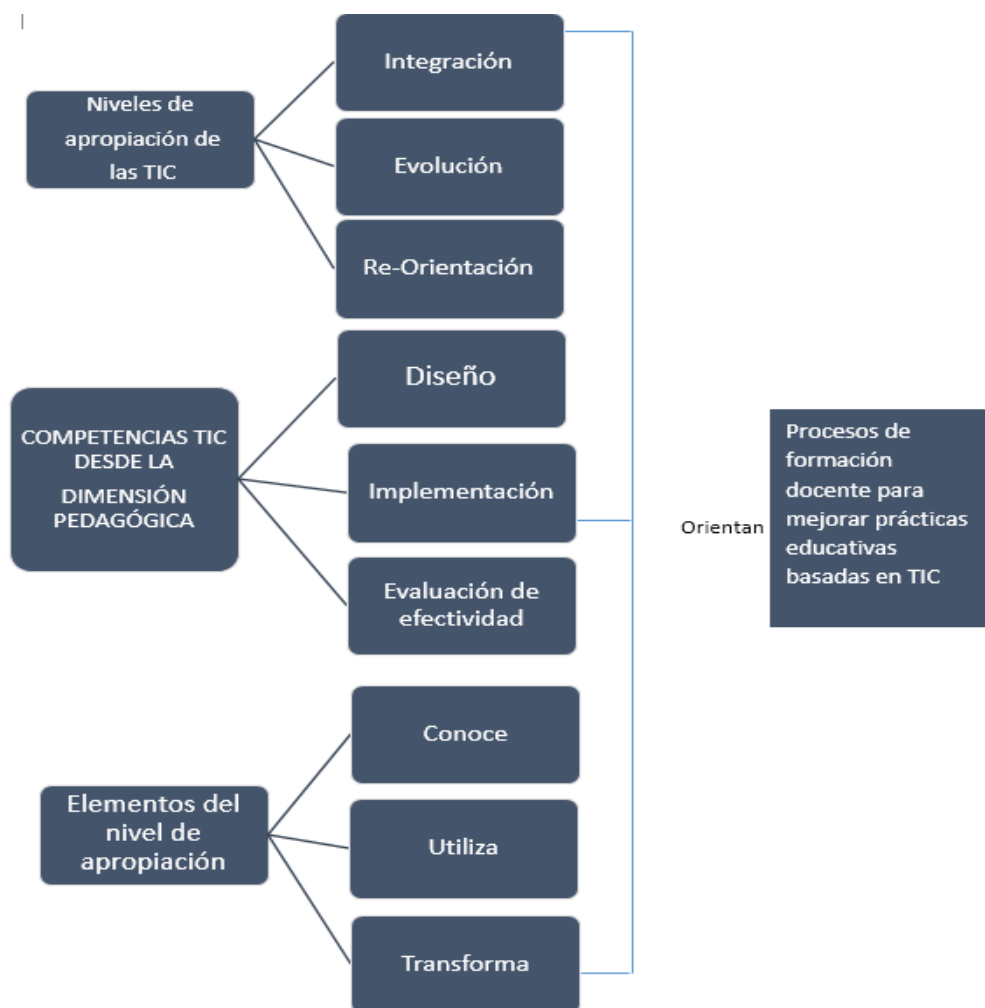 Niveles de
apropiación de
las TIC
Integración
Evolución
Re-Orientación
COMPETENCIAS TIC
DESDE LA
DIMENSIÓN
PEDAGÓGICA
Diseño
Implementación
Evaluación de
efectividad
Elementos del
nivel de
apropiación
Conoce
Utiliza
Transforma
Orientan
Procesos de
formación
docente para
mejorar prácticas
educativas
basadas en TIC